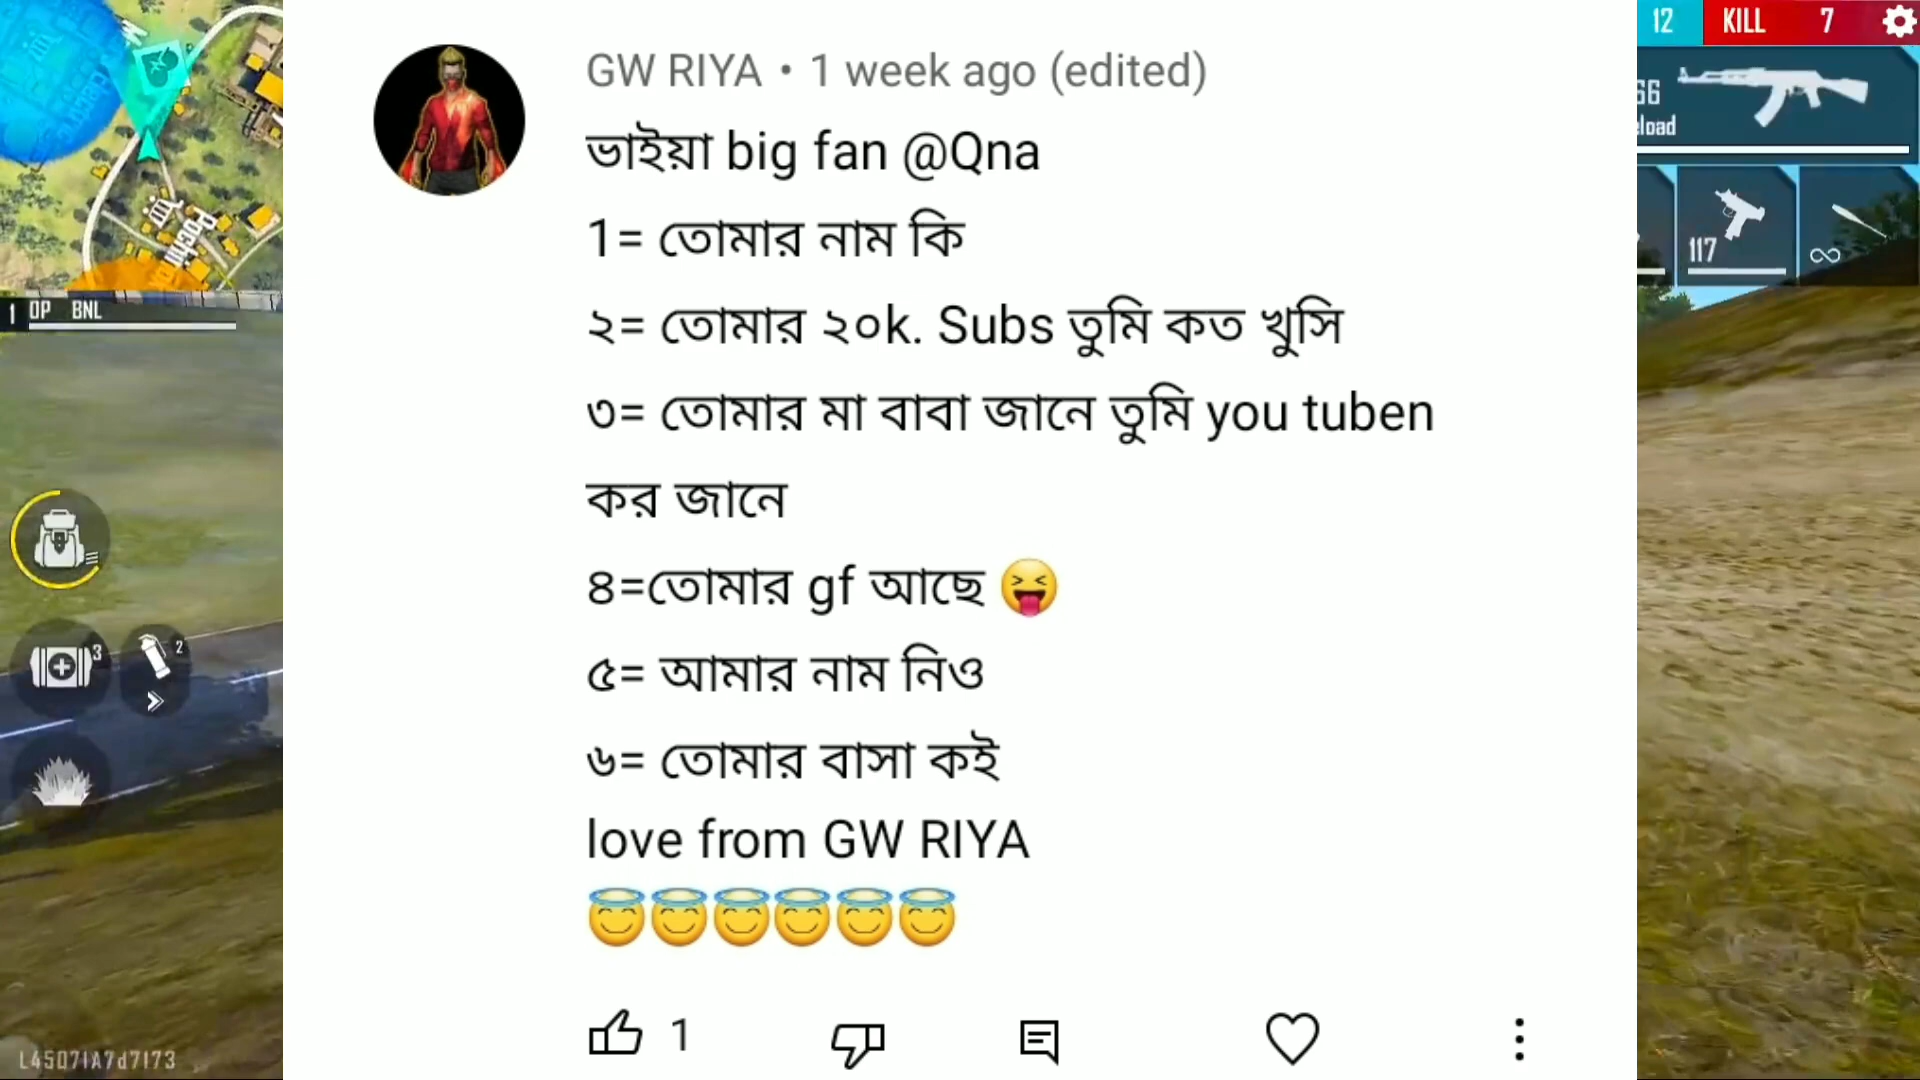 GW RIYA • 1 week ago (edited)
ভাইয়া big fan @Qna
1= তোমার নাম কি
২= তোমার ২০k. Subs তুমি কত খুসি
৩= তোমার মা বাবা জানে তুমি you tuben
কর জানে
৪=তোমার gf আছে 😝
৫= আমার নাম নিও
৬= তোমার বাসা কই
love from GW RIYA
😇😇😇😇😇😇
1
1 OP BNL
3
2
L45071A7d7173
12 KILL 7
117
∞